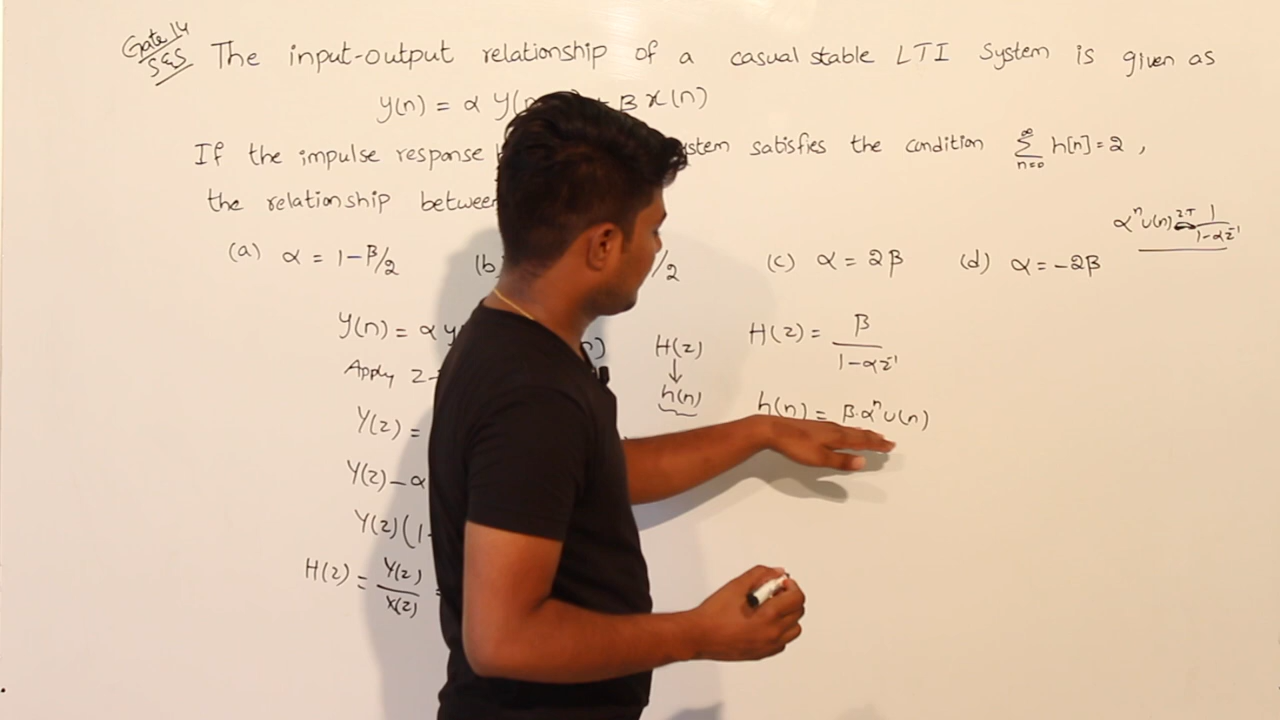 Gate 14
S&S
The input-output relationship of a casual stable LTI System is given as
y(n) = α y( + β x(n)
If the impulse response satisfies the condition ∞∑n=0 h[n]=2 ,
the relationship between
αⁿu(n) ZT 1/1-αz⁻¹
(a) α = 1-β/2 (b) /2 (c) α = 2β (d) α = -2β
y(n) = α y )
H(z) ↓ h(n)
H(z) = β/1-αz⁻¹
Apply Z-
Y(z) =
h(n) = β.αⁿu(n)
Y(z) - α
Y(z)(1-
H(z) = Y(z)/X(z) =